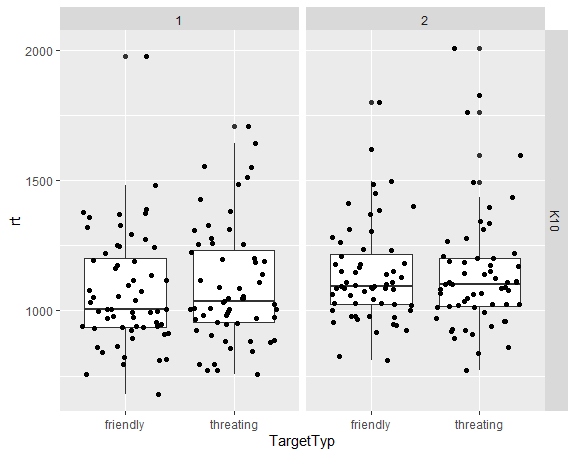 1 2
2000
1500
1000
rt
K10
friendly threating friendly threating
TargetTyp